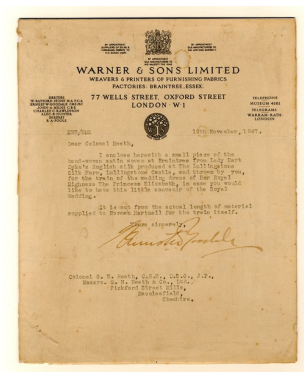 WARNER & SONS LIMITED
WEAVERS & PRINTERS OF FURNISHING FABRICS
FACTORIES. BRAINTREE, ESSEX.
77 WELLS STREET, OXFORD STREET
LONDON · W·1
TELEPHONE
MUSEUM
TELEGRAMS
WARRAM RATH
LONDON
19th November, 1947.
Dear Colonel Heath,
I enclose herewith a small piece of the
hand-woven satin woven at Braintree from Lady Hart
Dyke's English silk produced at The Lullingstone
Silk Farm, Lullingstone Castle, and thrown by you,
for the train of the wedding dress of Her Royal
Highness The Princess Elizabeth, in case you would
like to have this little souvenir of the Royal
Wedding.
It is cut from the actual length of material
supplied to Norman Hartnell for the train itself.
Yours sincerely,
Colonel G. H. Heath, C.B.E., D.S.O., J.P.,
Messrs. G. H. Heath & Co., Ltd.,
Pickford Street Mills,
Macclesfield,
Cheshire.